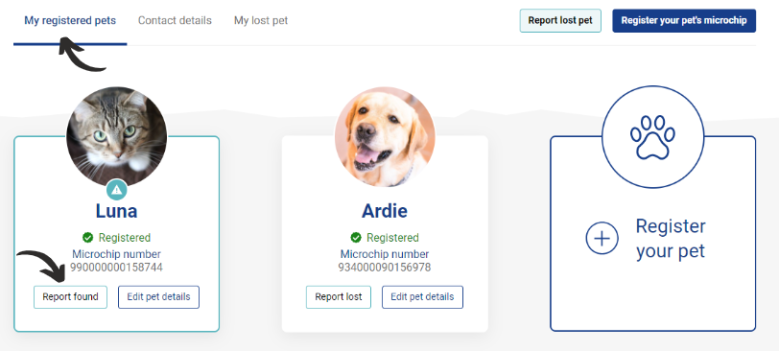 My registered pets
Contact details
My lost pet
Report lost pet
Register your pet's microchip
Luna
Registered
Microchip number
990000000158744
Report found
Edit pet details
Ardie
Registered
Microchip number
934000090156978
Report lost
Edit pet details
Register
your pet